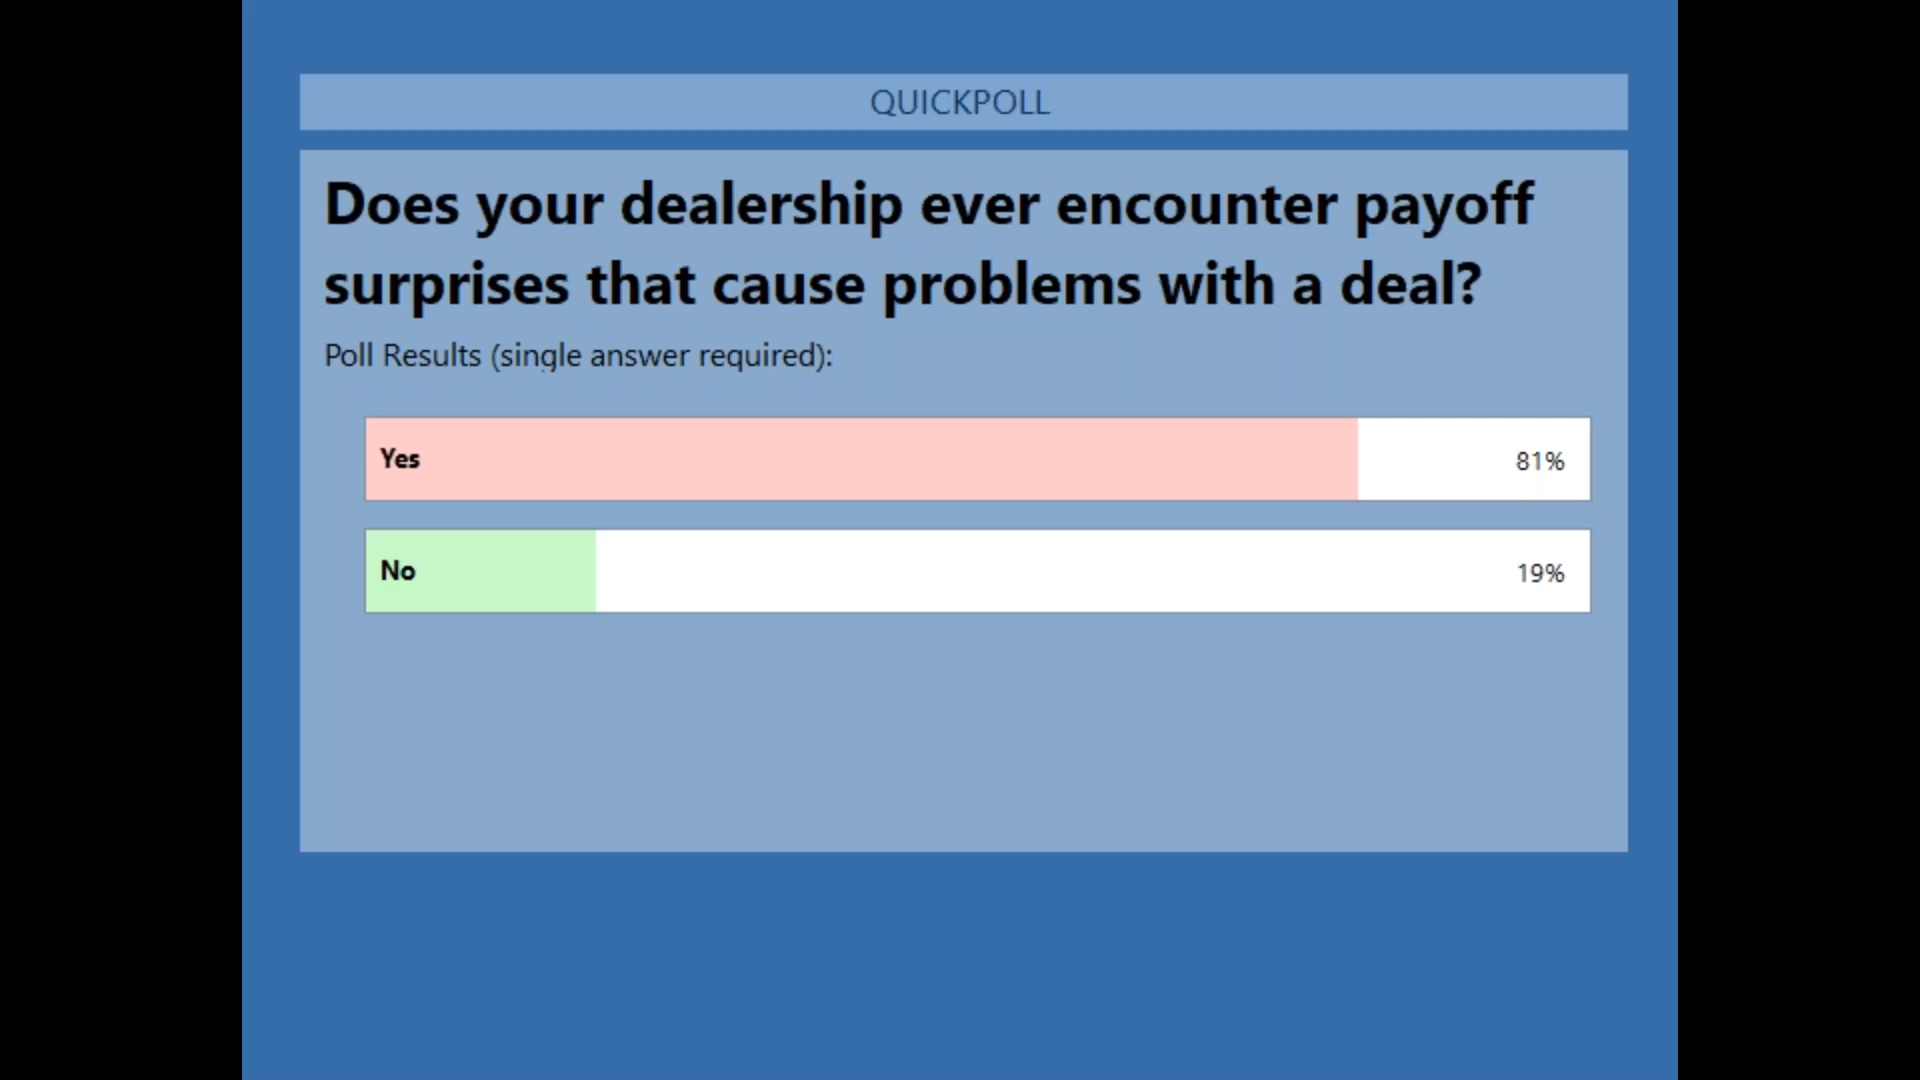 QUICKPOLL
Does your dealership ever encounter payoff
surprises that cause problems with a deal?
Poll Results (single answer required):
Yes 81%
No 19%